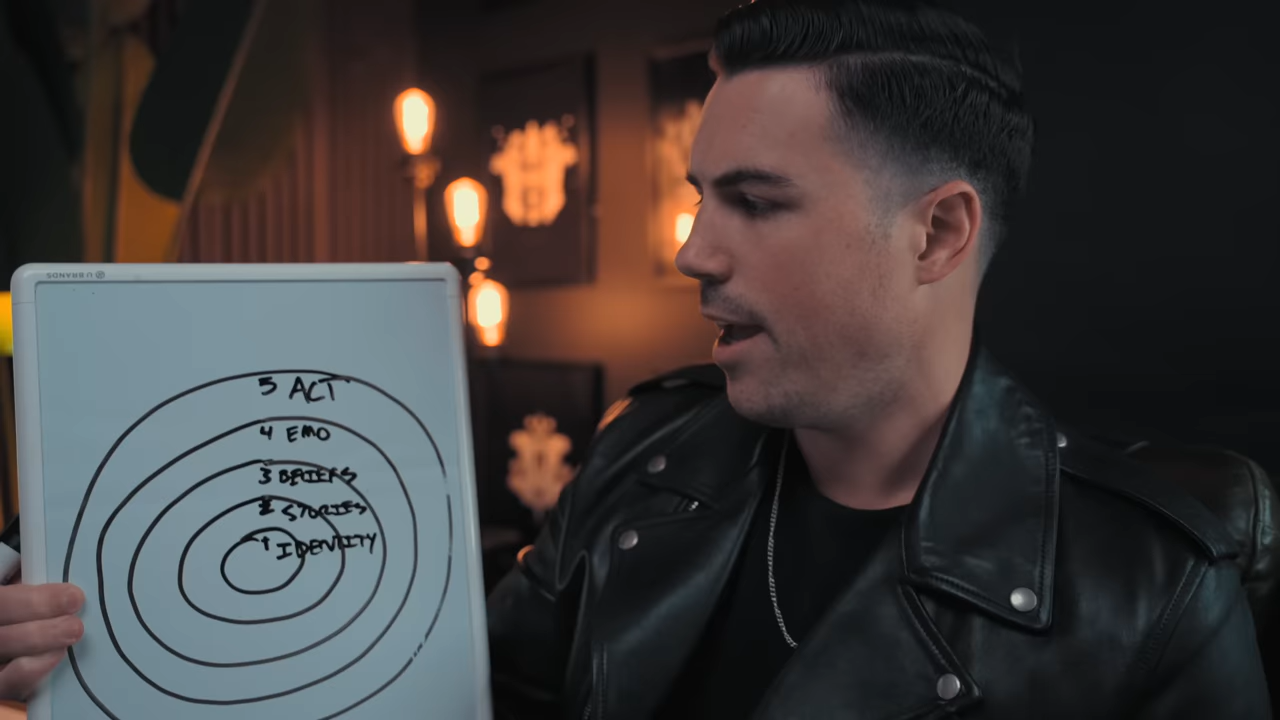 U BRANDS
5 ACT
4 EMO
3 BELIEFS
2 STORIES
1 IDENTITY